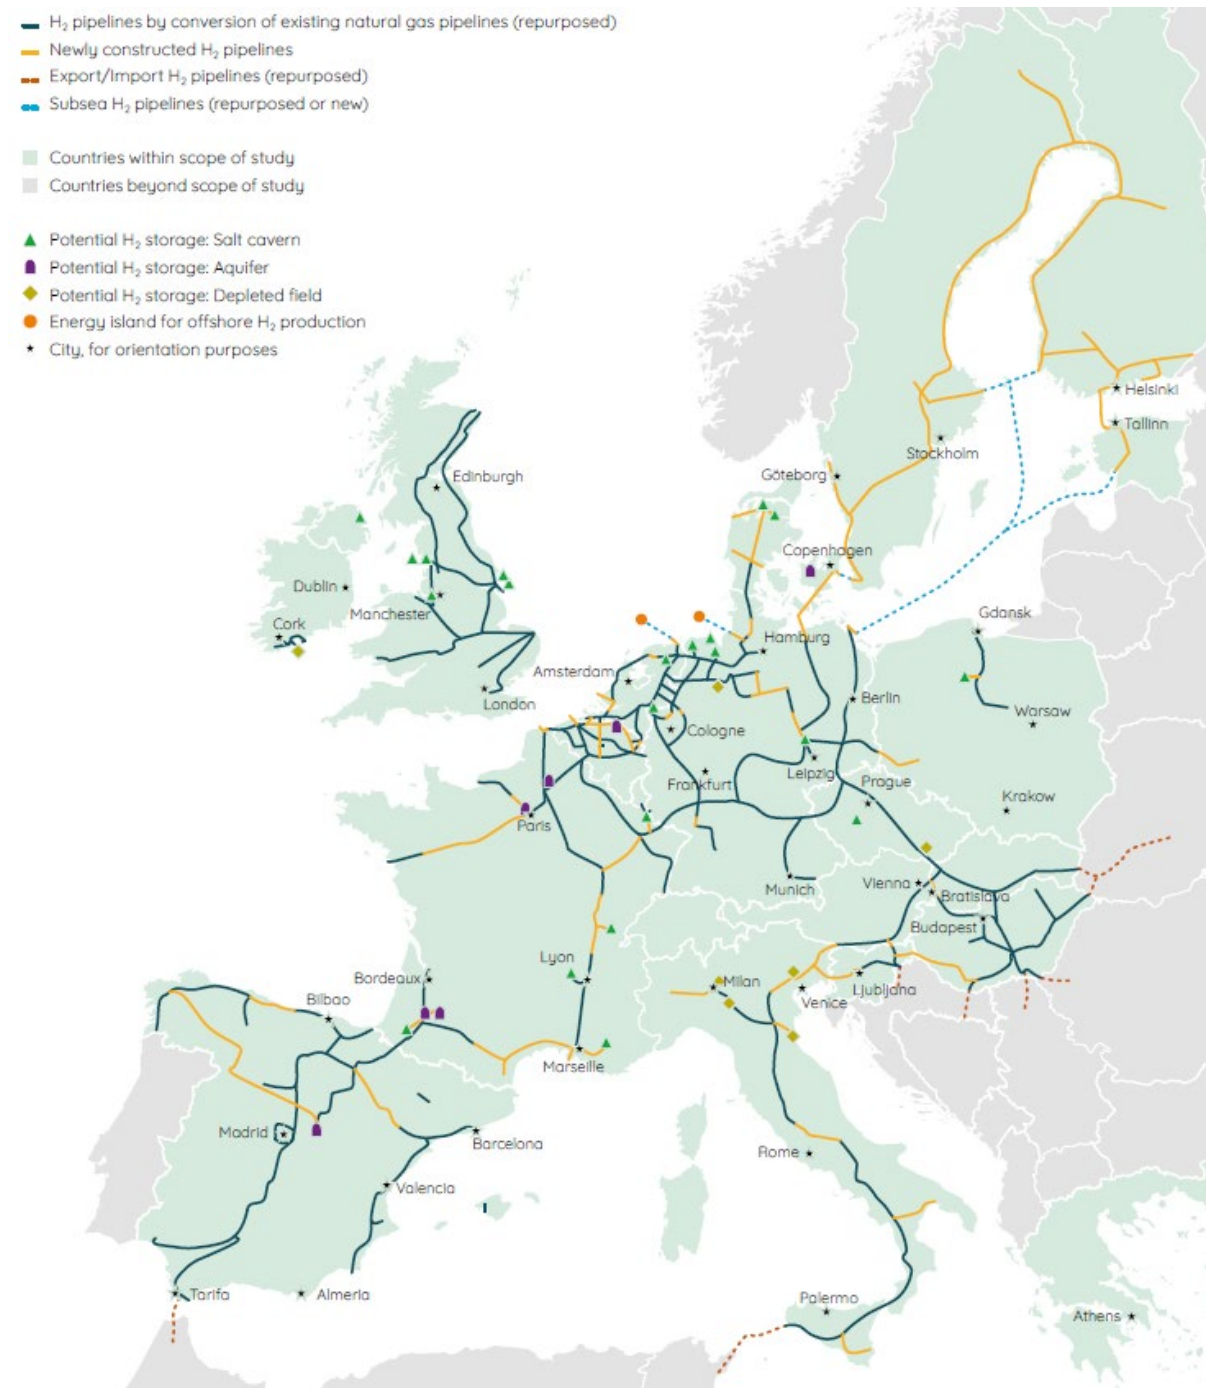 H₂ pipelines by conversion of existing natural gas pipelines (repurposed)
Newly constructed H₂ pipelines
Export/Import H₂ pipelines (repurposed)
Subsea H₂ pipelines (repurposed or new)
Countries within scope of study
Countries beyond scope of study
Potential H₂ storage: Salt cavern
Potential H₂ storage: Aquifer
Potential H₂ storage: Depleted field
Energy island for offshore H₂ production
City, for orientation purposes
Helsinki
Tallinn
Stockholm
Göteborg
Edinburgh
Copenhagen
Dublin
Manchester
Cork
Gdansk
Hamburg
Amsterdam
London
Berlin
Warsaw
Cologne
Leipzig
Frankfurt
Prague
Krakow
Paris
Munich
Vienna
Bratislava
Budapest
Lyon
Bordeaux
Milan
Ljubljana
Venice
Bilbao
Marseille
Madrid
Barcelona
Rome
Valencia
Tarifa
Almeria
Palermo
Athens